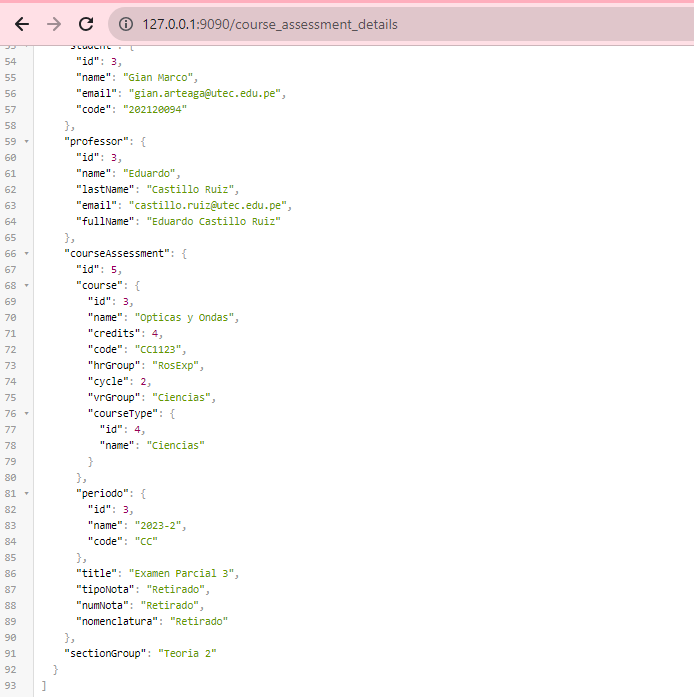 127.0.0.1:9090/course_assessment_details
53 "student": {
54 "id": 3,
55 "name": "Gian Marco",
56 "email": "gian.arteaga@utec.edu.pe",
57 "code": "202120094"
58 },
59 "professor": {
60 "id": 3,
61 "name": "Eduardo",
62 "lastName": "Castillo Ruiz",
63 "email": "castillo.ruiz@utec.edu.pe",
64 "fullName": "Eduardo Castillo Ruiz"
65 },
66 "courseAssessment": {
67 "id": 5,
68 "course": {
69 "id": 3,
70 "name": "Opticas y Ondas",
71 "credits": 4,
72 "code": "CC1123",
73 "hrGroup": "RosExp",
74 "cycle": 2,
75 "vrGroup": "Ciencias",
76 "courseType": {
77 "id": 4,
78 "name": "Ciencias"
79 }
80 },
81 "periodo": {
82 "id": 3,
83 "name": "2023-2",
84 "code": "CC"
85 },
86 "title": "Examen Parcial 3",
87 "tipoNota": "Retirado",
88 "numNota": "Retirado",
89 "nomenclatura": "Retirado"
90 },
91 "sectionGroup": "Teoria 2"
92 }
93 ]